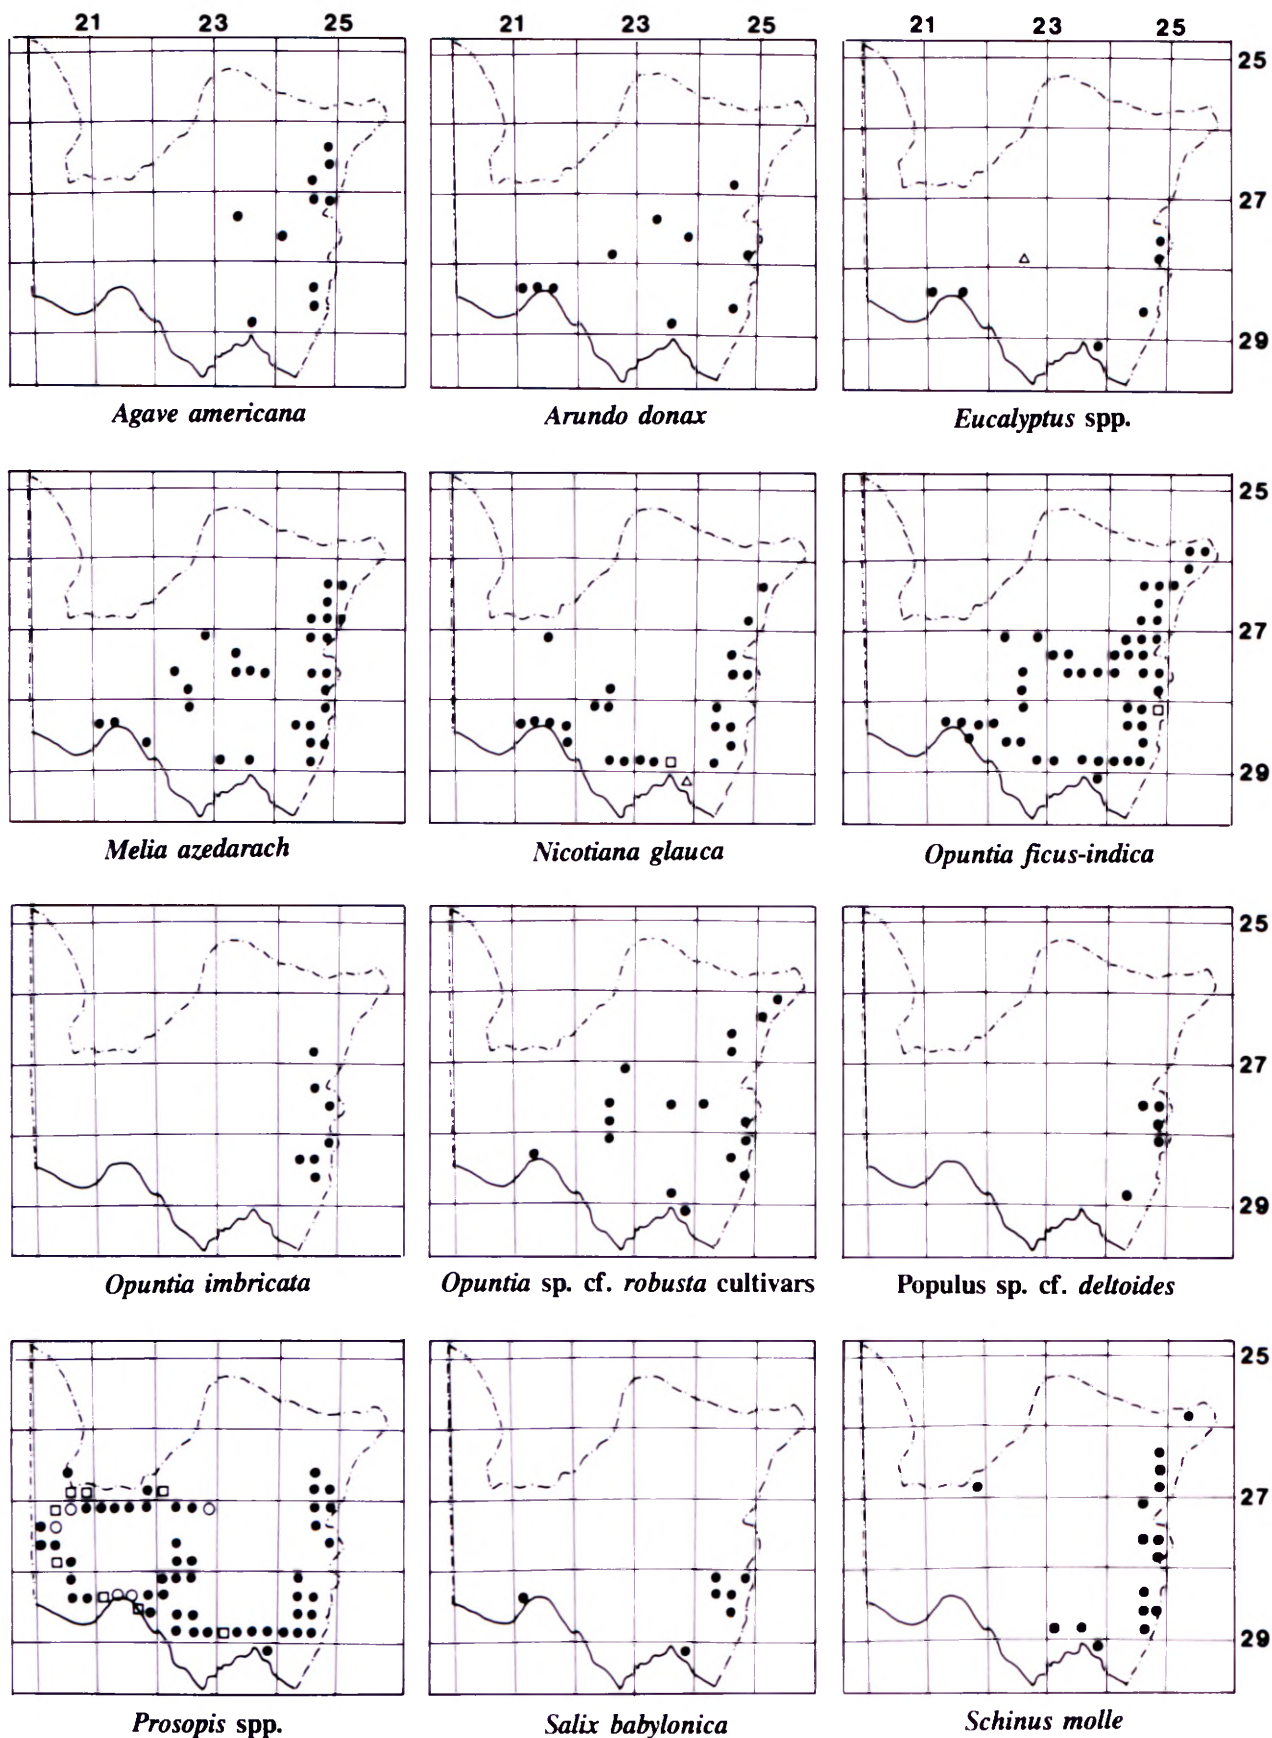 21 23 25 21 23 25 21 23 25
25
27
29
Agave americana Arundo donax Eucalyptus spp.
25
27
29
Melia azedarach Nicotiana glauca Opuntia ficus-indica
25
27
29
Opuntia imbricata Opuntia sp. cf. robusta cultivars Populus sp. cf. deltoides
25
27
29
Prosopis spp. Salix babylonica Schinus molle